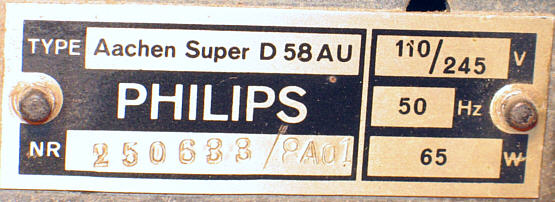 TYPE Aachen Super D 58 AU 110/245 V
PHILIPS 50 Hz
NR 250633/8A01 65 W